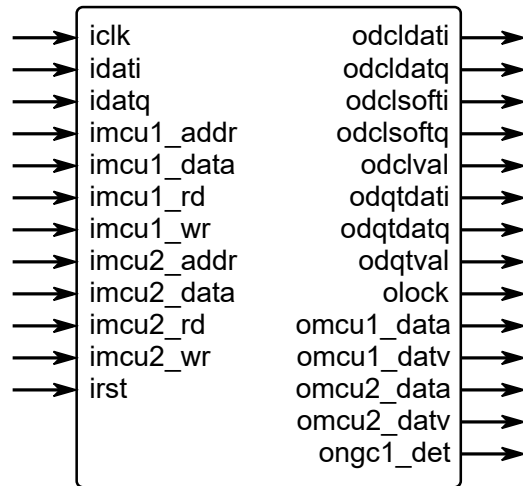 iclk odcldati
idati odcldatq
idatq odclsofti
imcu1_addr odclsoftq
imcu1_data odclval
imcu1_rd odqtdati
imcu1_wr odqtdatq
imcu2_addr odqtval
imcu2_data olock
imcu2_rd omcu1_data
imcu2_wr omcu1_datv
irst omcu2_data
omcu2_datv
ongc1_det